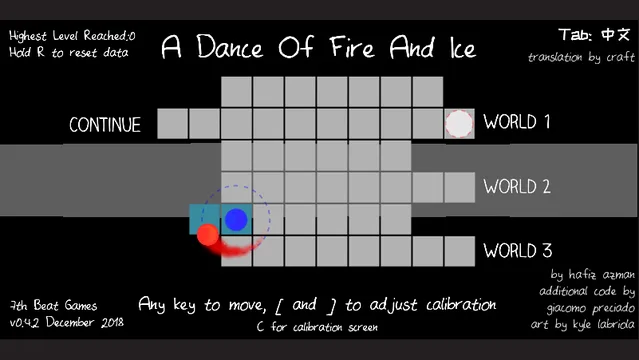 Highest Level Reached:0
Hold R to reset data
A Dance Of Fire And Ice
Tab: 中文
translation by craft
CONTINUE
WORLD 1
WORLD 2
WORLD 3
7th Beat Games
v0.4.2 December 2018
Any key to move, [ and ] to adjust calibration
C for calibration screen
by hafiz azman
additional code by
giacomo preciado
art by kyle labriola